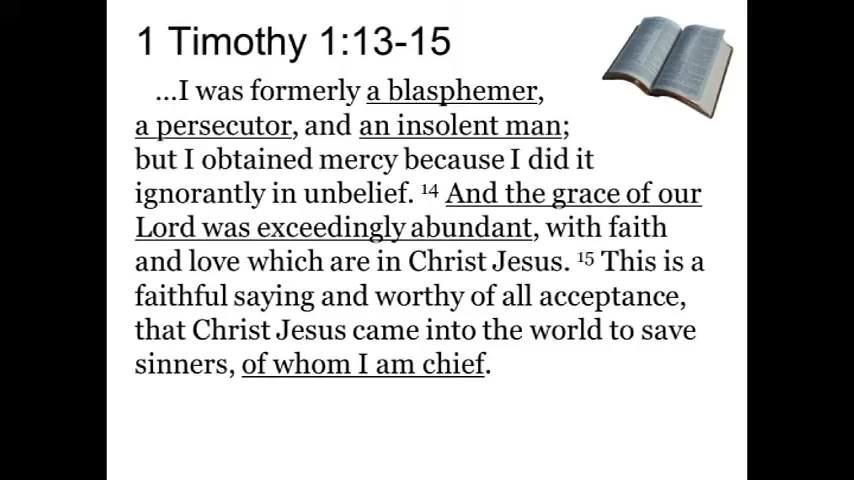 1 Timothy 1:13-15
...I was formerly a blasphemer,
a persecutor, and an insolent man;
but I obtained mercy because I did it
ignorantly in unbelief. 14 And the grace of our
Lord was exceedingly abundant, with faith
and love which are in Christ Jesus. 15 This is a
faithful saying and worthy of all acceptance,
that Christ Jesus came into the world to save
sinners, of whom I am chief.